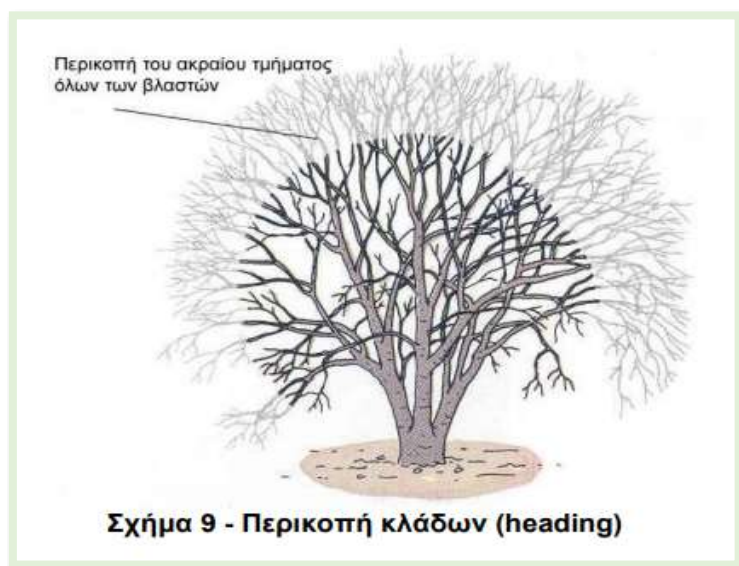 Περικοπή του ακραίου τμήματος
όλων των βλαστών
Σχήμα 9 - Περικοπή κλάδων (heading)